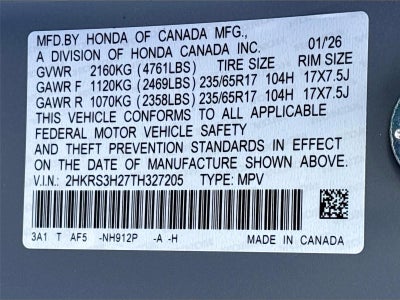 MFD.BY HONDA OF CANADA MFG.,
A DIVISION OF HONDA CANADA INC. 01/'26
GVWR 2160KG (4761LBS) TIRE SIZE RIM SIZE
GAWR F 1120KG (2469LBS) 235/65R17 104H 17X7.5J
GAWR R 1070KG (2358LBS) 235/65R17 104H 17X7.5J
THIS VEHICLE CONFORMS TO ALL APPLICABLE
FEDERAL MOTOR VEHICLE SAFETY
AND THEFT PREVENTION STANDARDS IN EFFECT
ON THE DATE OF MANUFACTURE SHOWN ABOVE.
V.I.N.: 2HKRS3H27TH327205 TYPE: MPV
3A1 T AF5 -NH912P -A -H MADE IN CANADA